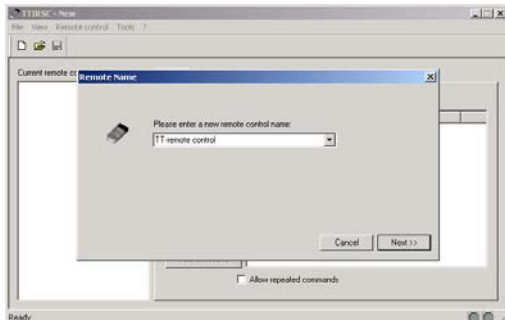 TTIRSC - New
File View Remote control Tools ?
Current remote co
Remote Name
Please enter a new remote control name:
TT-remote control
Cancel
Next >>
Allow repeated commands
Ready